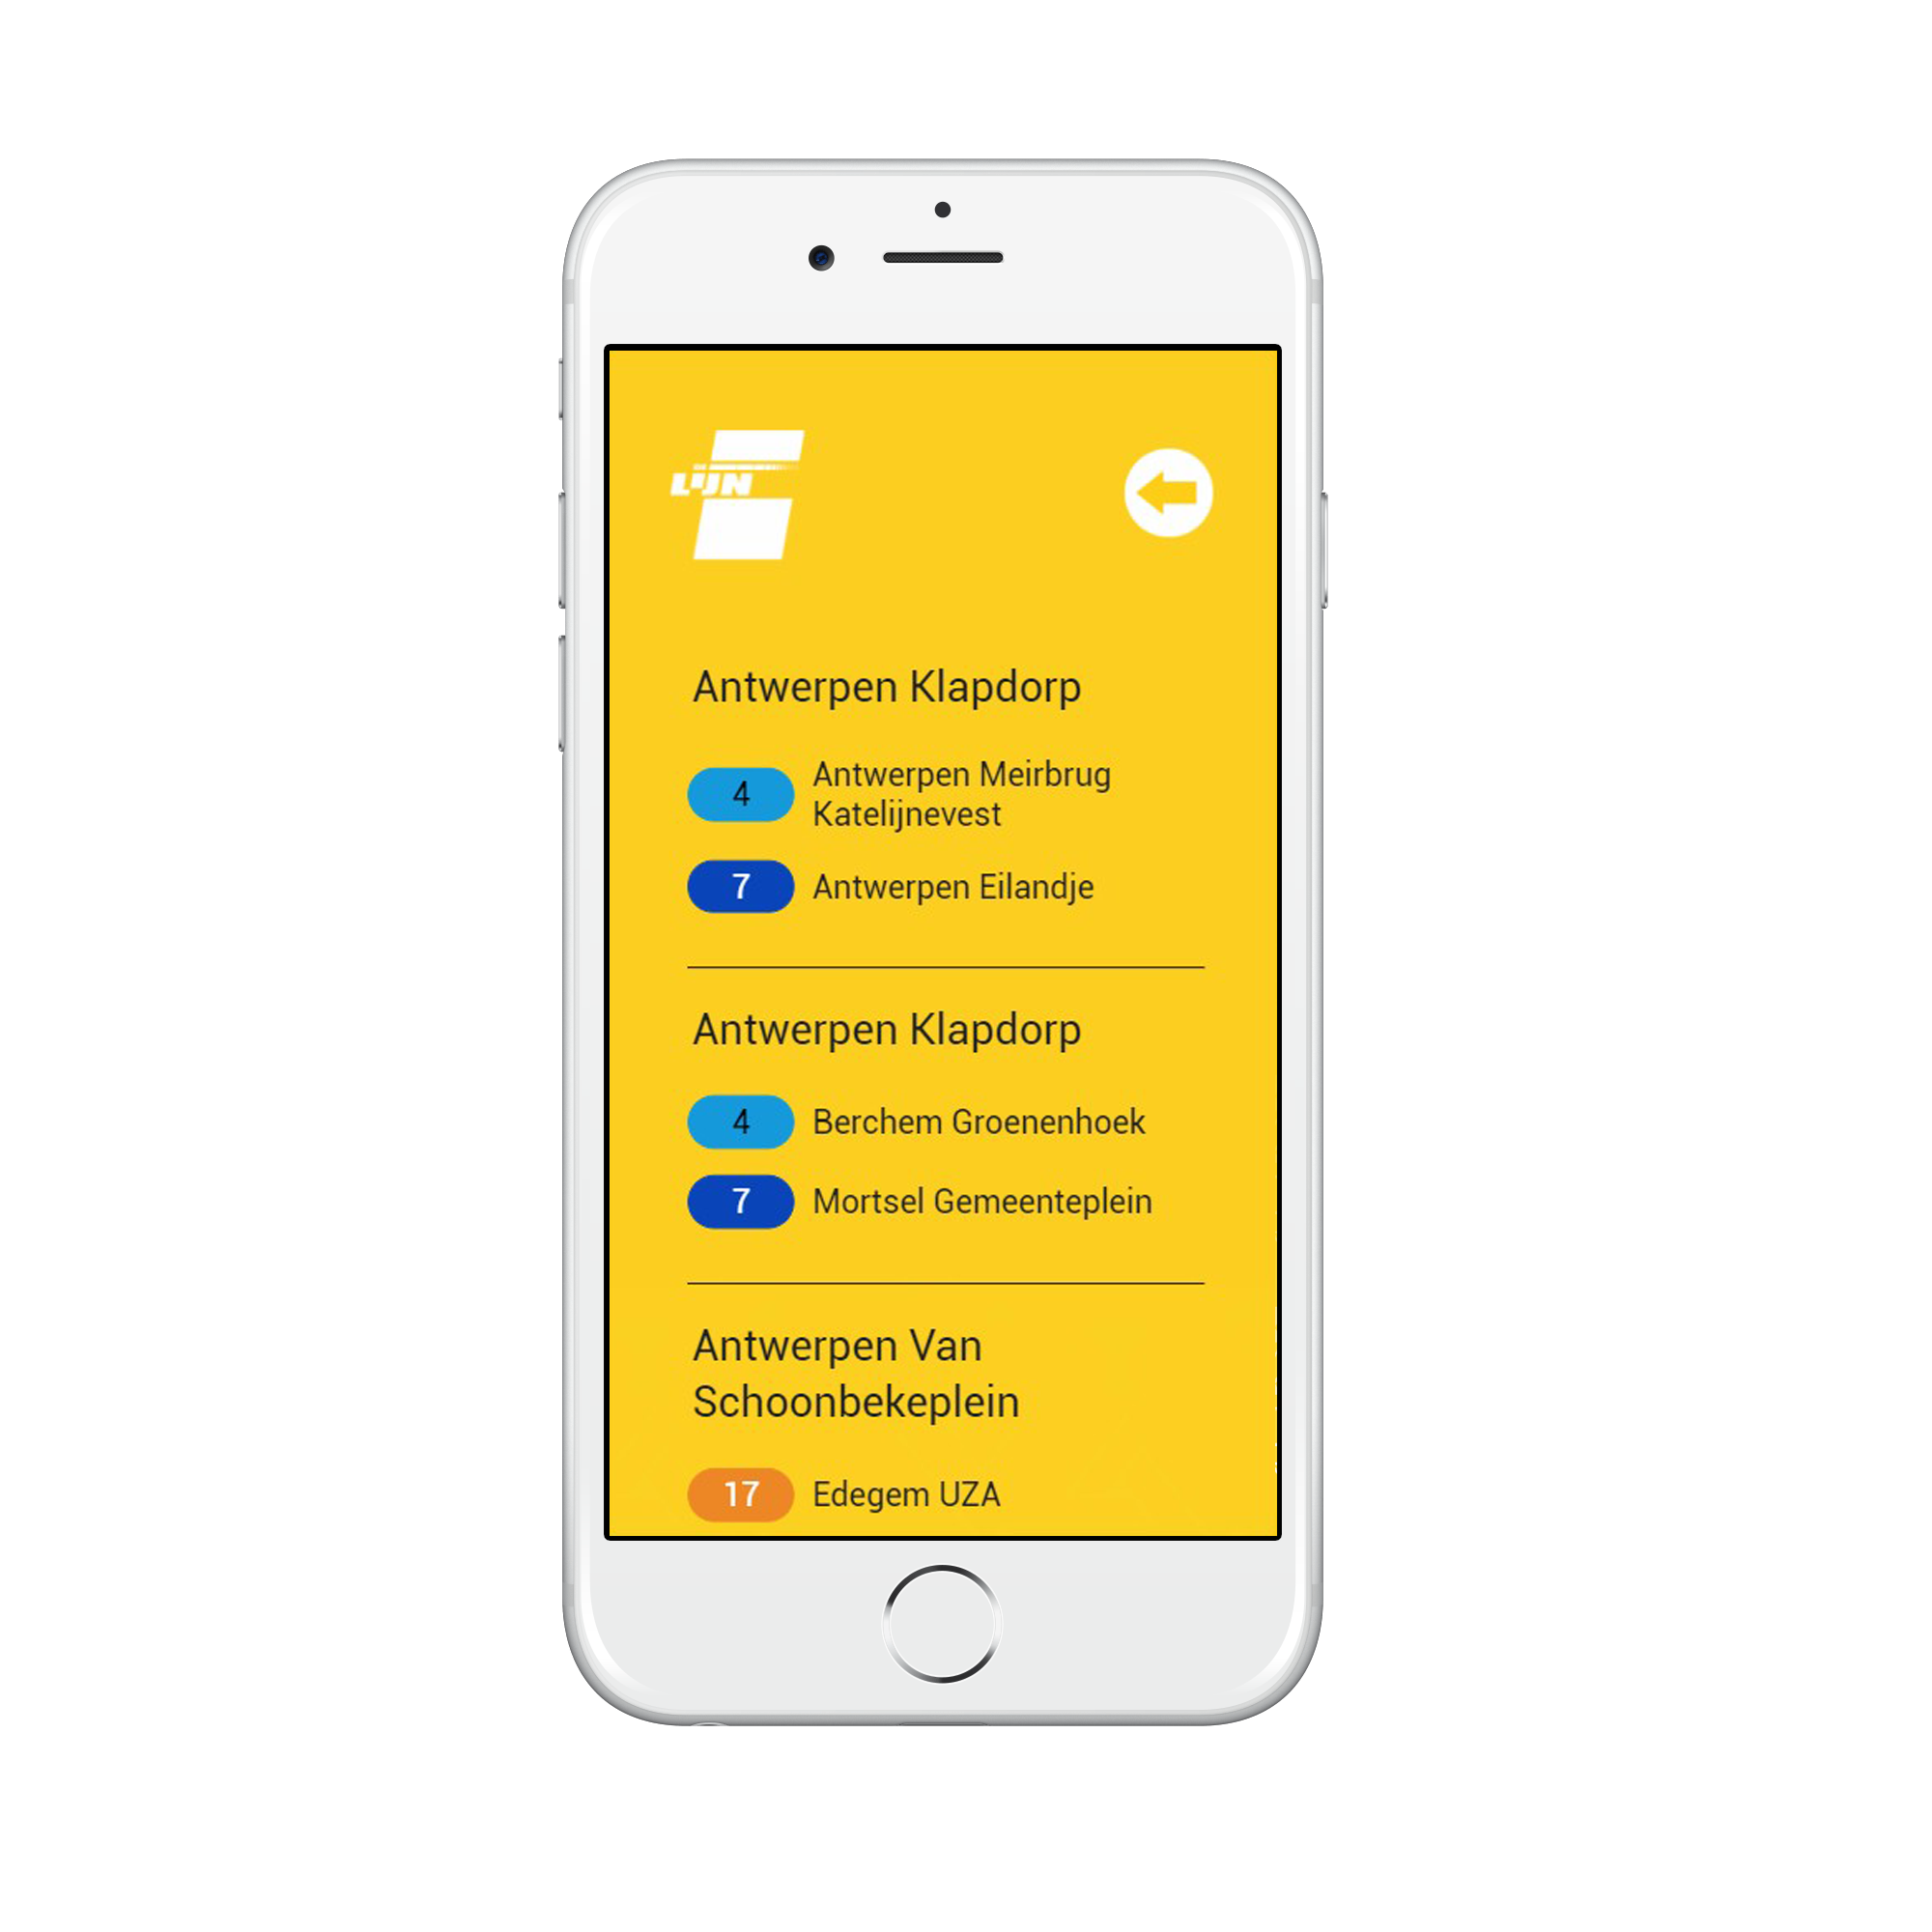 LIJN
Antwerpen Klapdorp
4
Antwerpen Meirbrug
Katelijnevest
7
Antwerpen Eilandje
Antwerpen Klapdorp
4
Berchem Groenenhoek
7
Mortsel Gemeenteplein
Antwerpen Van
Schoonbekeplein
17
Edegem UZA